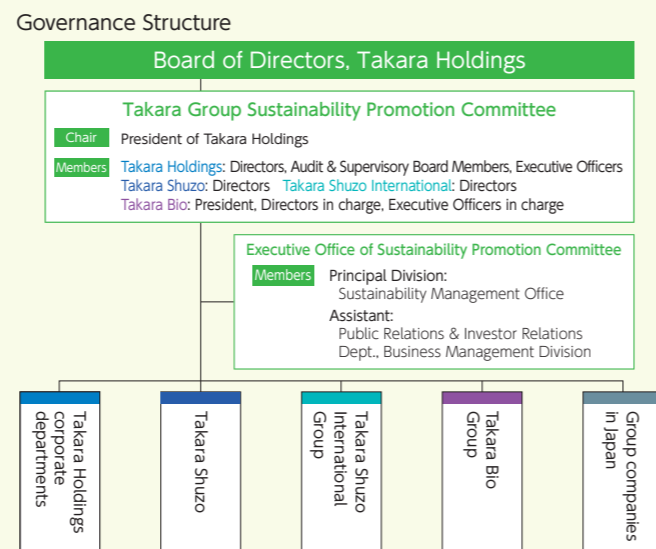 Governance Structure
Board of Directors, Takara Holdings
Takara Group Sustainability Promotion Committee
Chair President of Takara Holdings
Members Takara Holdings: Directors, Audit & Supervisory Board Members, Executive Officers
Takara Shuzo: Directors Takara Shuzo International: Directors
Takara Bio: President, Directors in charge, Executive Officers in charge
Executive Office of Sustainability Promotion Committee
Members Principal Division:
Sustainability Management Office
Assistant:
Public Relations & Investor Relations
Dept., Business Management Division
Takara Holdings
corporate
departments
Takara Shuzo
Takara Shuzo
International
Group
Takara Bio
Group
Group companies
in Japan